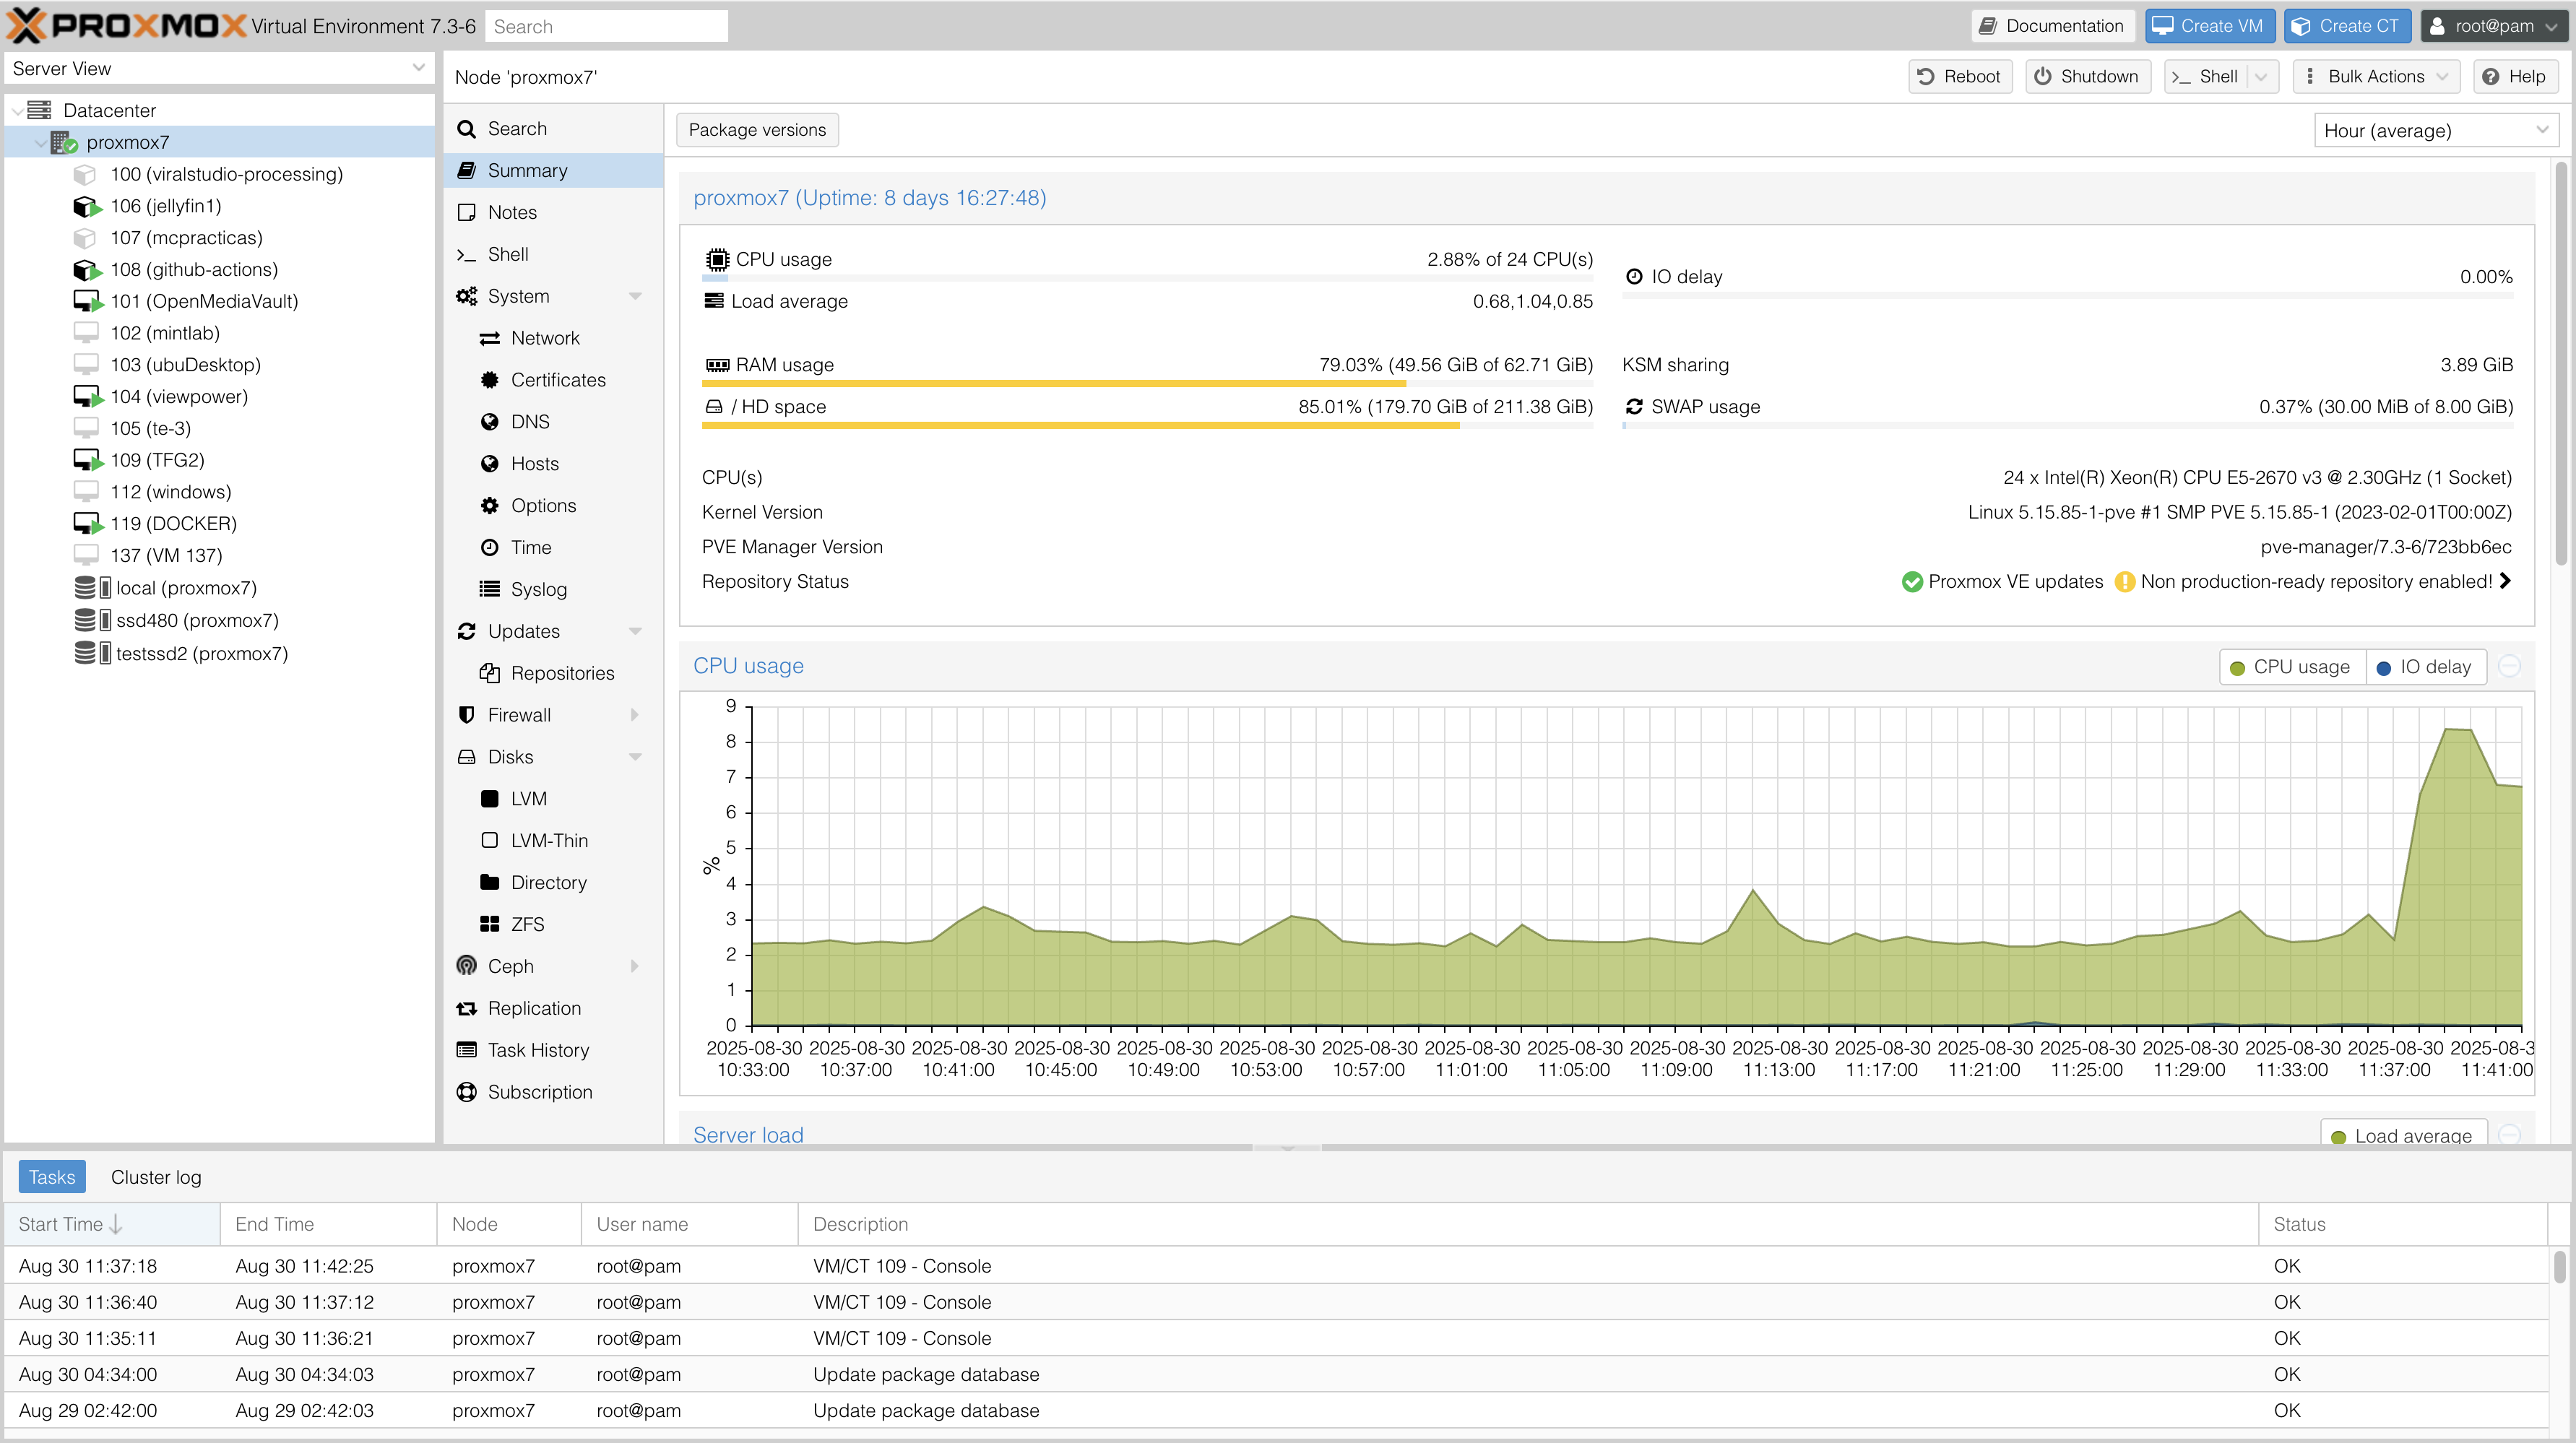 PROXMOX Virtual Environment 7.3-6 Search Documentation Create VM Create CT root@pam
Server View
Datacenter
proxmox7
100 (viralstudio-processing)
106 (jellyfin1)
107 (mcpracticas)
108 (github-actions)
101 (OpenMediaVault)
102 (mintlab)
103 (ubuDesktop)
104 (viewpower)
105 (te-3)
109 (TFG2)
112 (windows)
119 (DOCKER)
137 (VM 137)
local (proxmox7)
ssd480 (proxmox7)
testssd2 (proxmox7)
Node 'proxmox7' Reboot Shutdown Shell Bulk Actions Help
Search
Summary
Notes
Shell
System
Network
Certificates
DNS
Hosts
Options
Time
Syslog
Updates
Repositories
Firewall
Disks
LVM
LVM-Thin
Directory
ZFS
Ceph
Replication
Task History
Subscription
Package versions Hour (average)
proxmox7 (Uptime: 8 days 16:27:48)
CPU usage 2.88% of 24 CPU(s)
IO delay 0.00%
Load average 0.68,1.04,0.85
RAM usage 79.03% (49.56 GiB of 62.71 GiB) KSM sharing 3.89 GiB
/ HD space 85.01% (179.70 GiB of 211.38 GiB) SWAP usage 0.37% (30.00 MiB of 8.00 GiB)
CPU(s) 24 x Intel(R) Xeon(R) CPU E5-2670 v3 @ 2.30GHz (1 Socket)
Kernel Version Linux 5.15.85-1-pve #1 SMP PVE 5.15.85-1 (2023-02-01T00:00Z)
PVE Manager Version pve-manager/7.3-6/723bb6ec
Repository Status Proxmox VE updates Non production-ready repository enabled!
CPU usage CPU usage IO delay
9
8
7
6
5
4
3
2
1
0
%
2025-08-30 2025-08-30 2025-08-30 2025-08-30 2025-08-30 2025-08-30 2025-08-30 2025-08-30 2025-08-30 2025-08-30 2025-08-30 2025-08-30 2025-08-30 2025-08-30 2025-08-30 2025-08-30 2025-08-30 2025-08-3
10:33:00 10:37:00 10:41:00 10:45:00 10:49:00 10:53:00 10:57:00 11:01:00 11:05:00 11:09:00 11:13:00 11:17:00 11:21:00 11:25:00 11:29:00 11:33:00 11:37:00 11:41:00
Server load Load average
Tasks Cluster log
Start Time End Time Node User name Description Status
Aug 30 11:37:18 Aug 30 11:42:25 proxmox7 root@pam VM/CT 109 - Console OK
Aug 30 11:36:40 Aug 30 11:37:12 proxmox7 root@pam VM/CT 109 - Console OK
Aug 30 11:35:11 Aug 30 11:36:21 proxmox7 root@pam VM/CT 109 - Console OK
Aug 30 04:34:00 Aug 30 04:34:03 proxmox7 root@pam Update package database OK
Aug 29 02:42:00 Aug 29 02:42:03 proxmox7 root@pam Update package database OK